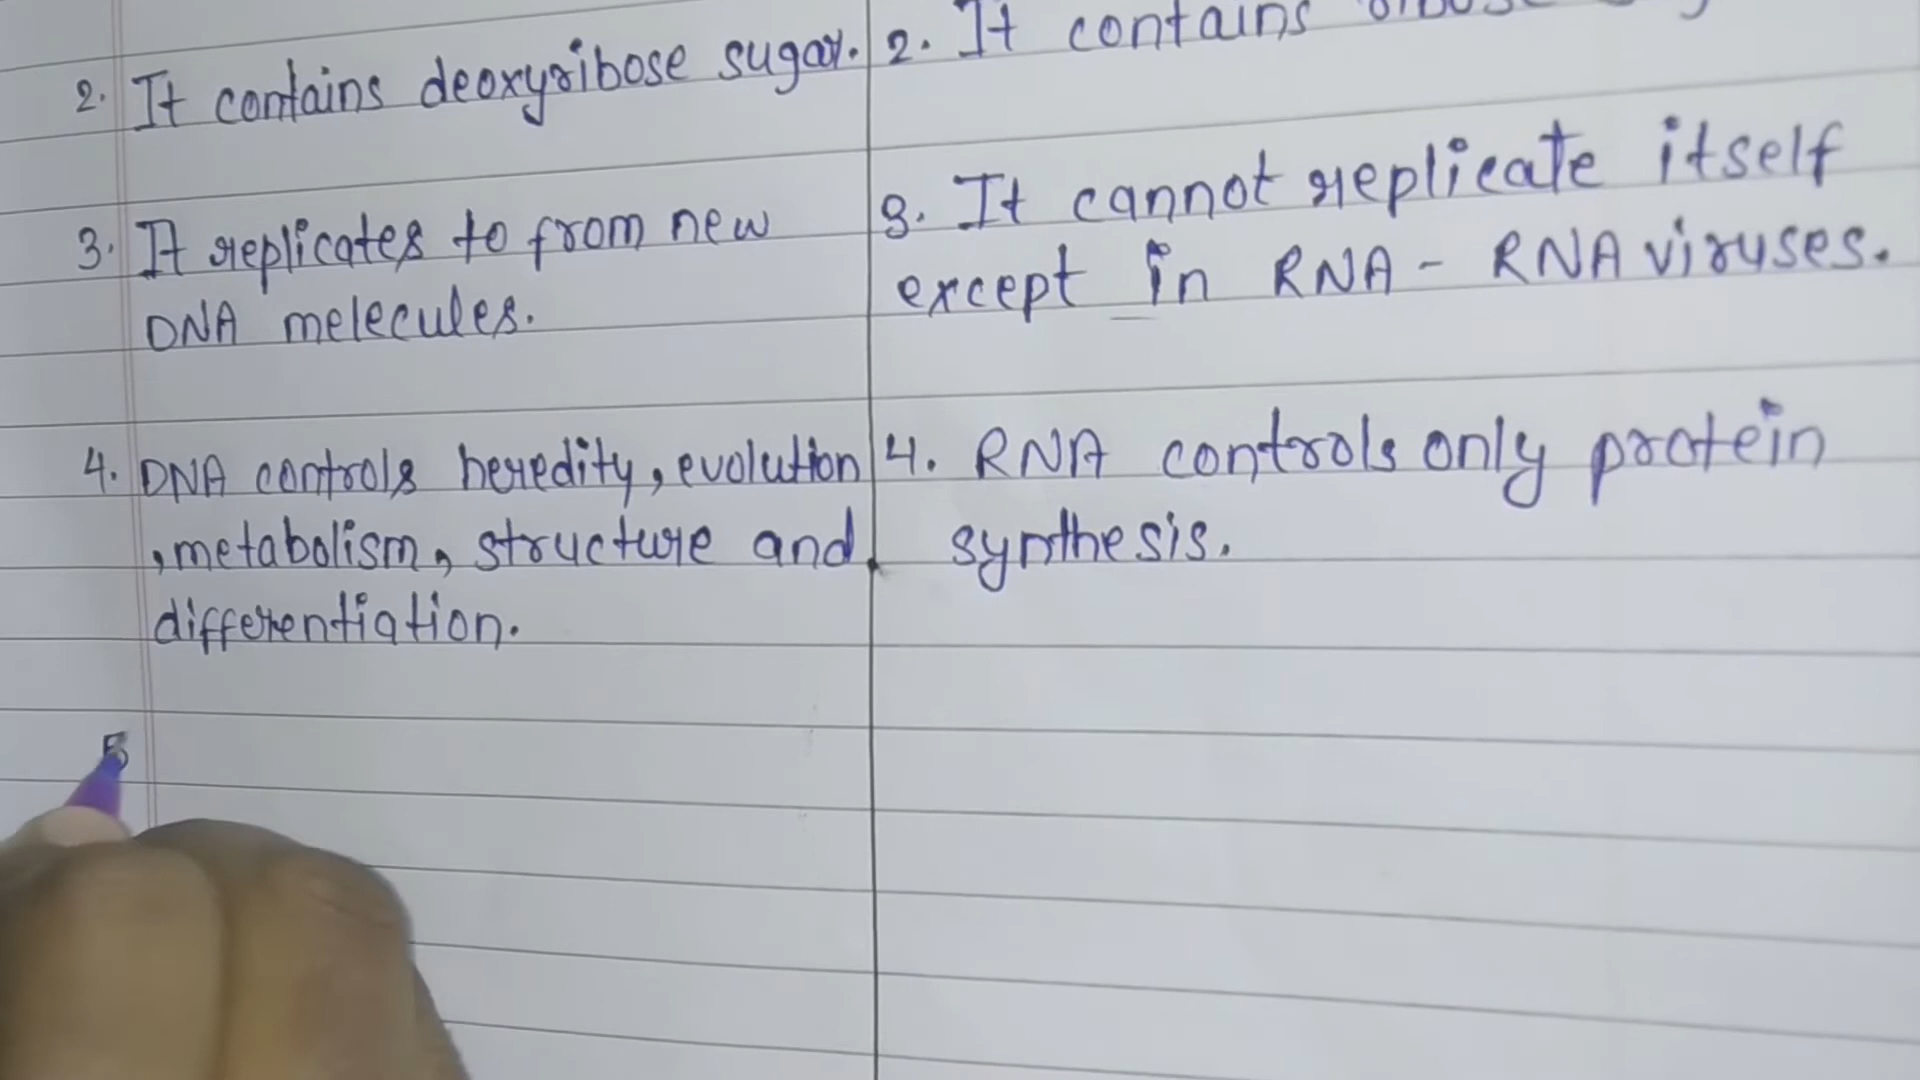 2. It contains deoxyribose sugar.
3. It replicates to from new
DNA melecules.
4. DNA controls heredity, evolution
, metabolism, structure and
differentiation.
5
2. It contains
3. It cannot replicate itself
except in RNA - RNA viruses.
4. RNA controls only protein
synthesis.